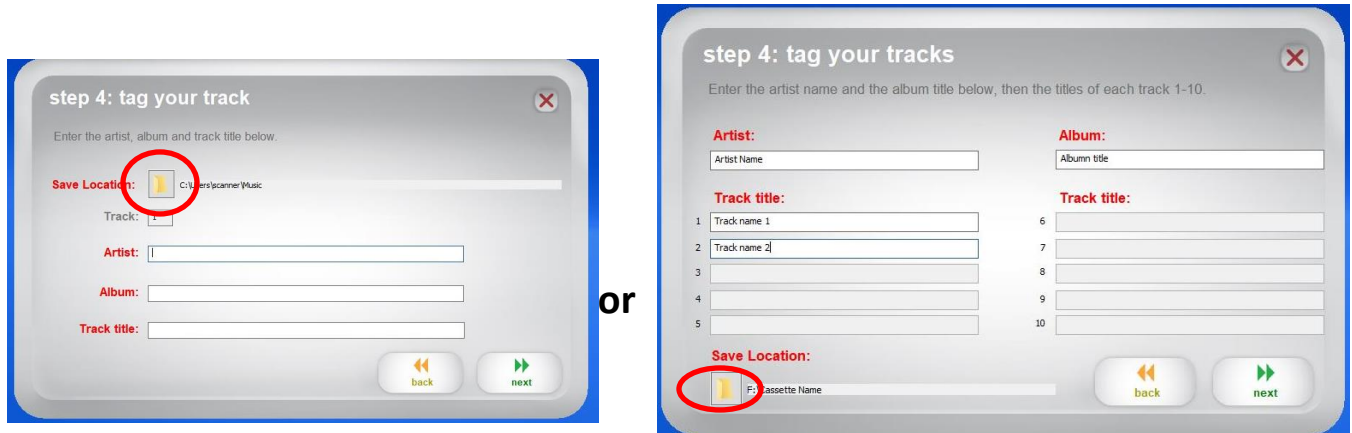 step 4: tag your track
Enter the artist, album and track title below.
Save Location: C:\Users\scanner\Music
Track: 1
Artist:
Album:
Track title:
back next
or
step 4: tag your tracks
Enter the artist name and the album title below, then the titles of each track 1-10.
Artist: Album:
Artist Name Albumn title
Track title: Track title:
1 Track name 1 6
2 Track name 2 7
3 8
4 9
5 10
Save Location:
F:\Cassette Name
back next